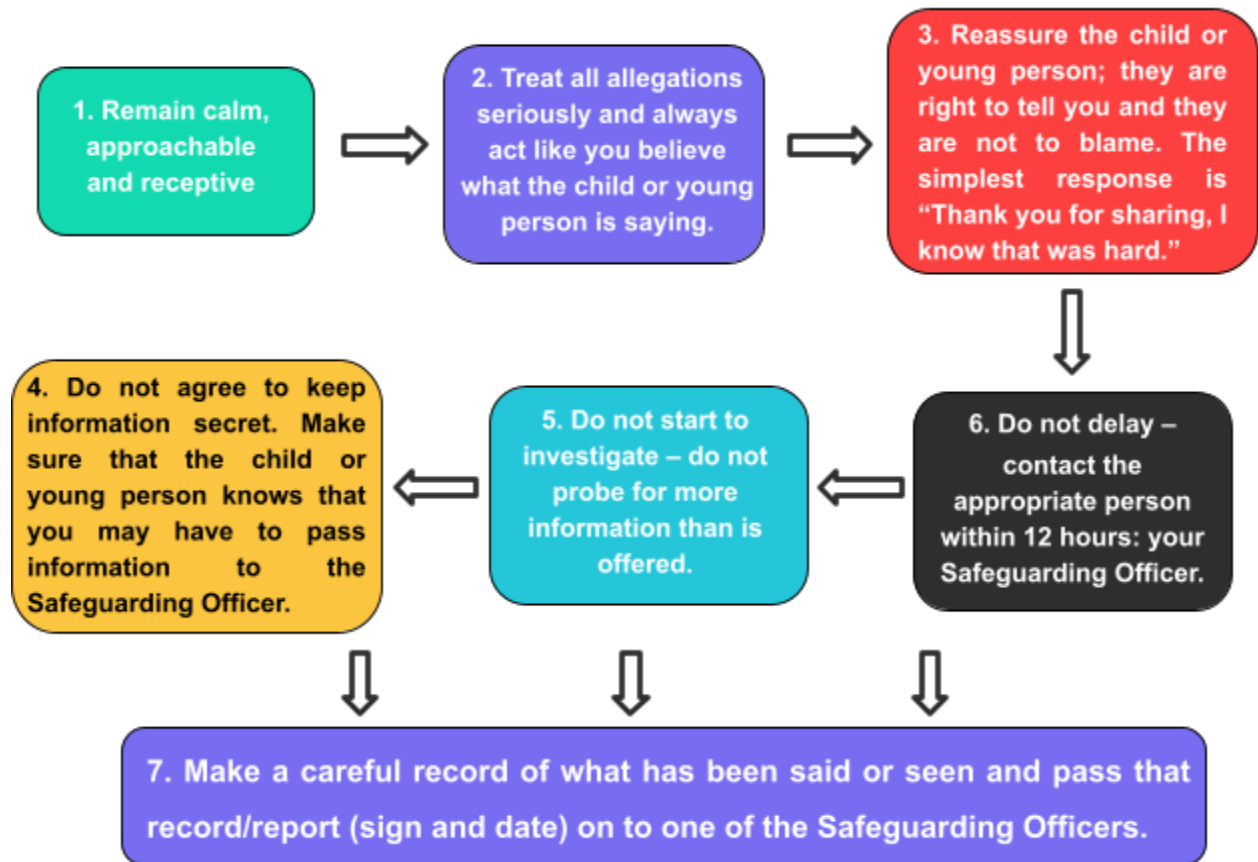 1. Remain calm,
approachable
and receptive
2. Treat all allegations
seriously and always
act like you believe
what the child or young
person is saying.
3. Reassure the child or
young person; they are
right to tell you and they
are not to blame. The
simplest response is
“Thank you for sharing, I
know that was hard.”
4. Do not agree to keep
information secret. Make
sure that the child or
young person knows that
you may have to pass
information to the
Safeguarding Officer.
5. Do not start to
investigate – do not
probe for more
information than is
offered.
6. Do not delay –
contact the
appropriate person
within 12 hours: your
Safeguarding Officer.
7. Make a careful record of what has been said or seen and pass that
record/report (sign and date) on to one of the Safeguarding Officers.